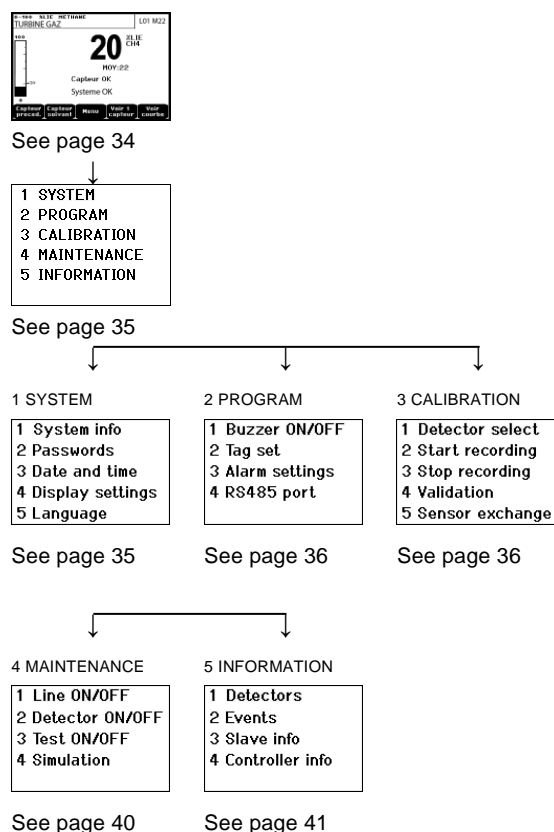 0-100 %LIE METHANE
TURBINE GAZ
L01 M22
100
20
%LIE
CH4
MOY:22
20
Capteur OK
Systeme OK
0
Capteur préced.
Capteur suivant
Menu
Voir 1 capteur
Voir courbe
See page 34
1 SYSTEM
2 PROGRAM
3 CALIBRATION
4 MAINTENANCE
5 INFORMATION
See page 35
1 SYSTEM
1 System info
2 Passwords
3 Date and time
4 Display settings
5 Language
See page 35
2 PROGRAM
1 Buzzer ON/OFF
2 Tag set
3 Alarm settings
4 RS485 port
See page 36
3 CALIBRATION
1 Detector select
2 Start recording
3 Stop recording
4 Validation
5 Sensor exchange
See page 36
4 MAINTENANCE
1 Line ON/OFF
2 Detector ON/OFF
3 Test ON/OFF
4 Simulation
See page 40
5 INFORMATION
1 Detectors
2 Events
3 Slave info
4 Controller info
See page 41